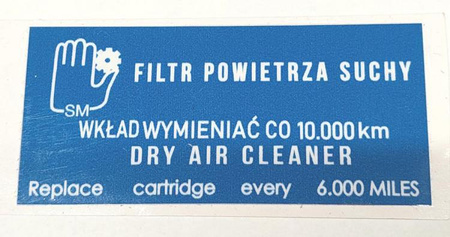 FILTR POWIETRZA SUCHY
SM
WKŁAD WYMIENIAĆ CO 10.000 km
DRY AIR CLEANER
Replace cartridge every 6.000 MILES